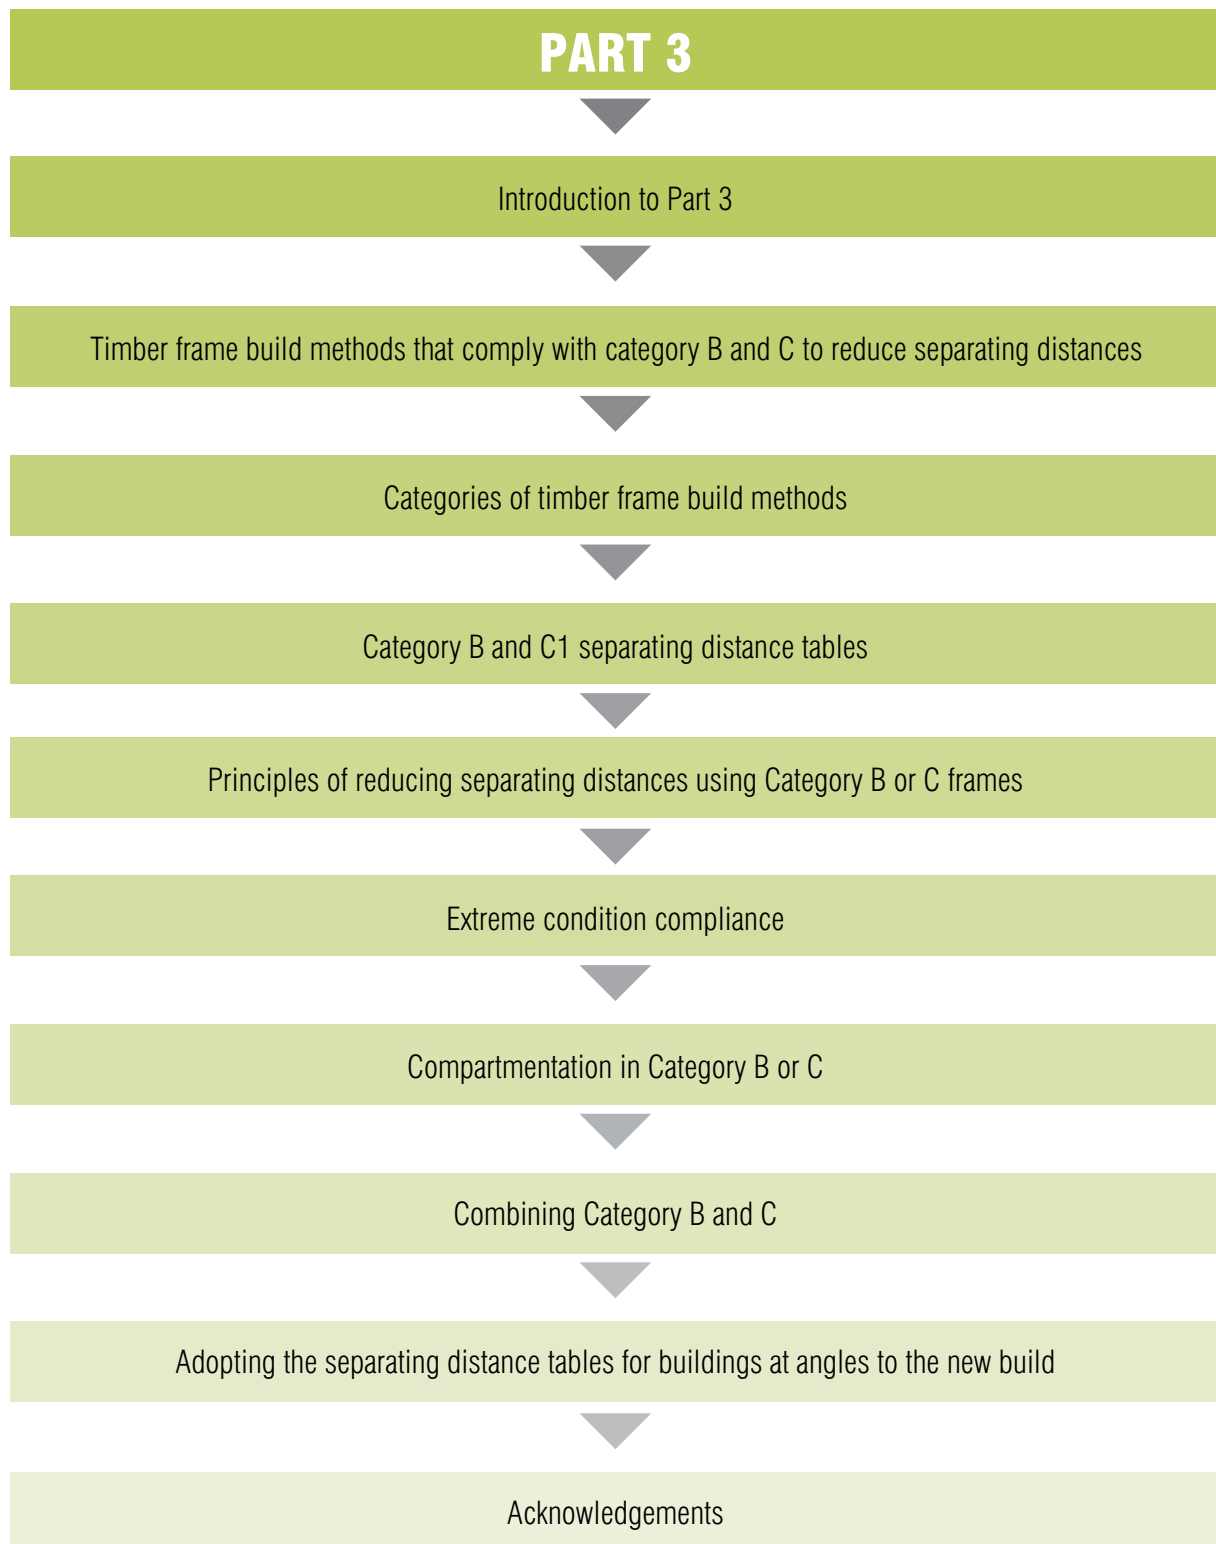 PART 3
Introduction to Part 3
Timber frame build methods that comply with category B and C to reduce separating distances
Categories of timber frame build methods
Category B and C1 separating distance tables
Principles of reducing separating distances using Category B or C frames
Extreme condition compliance
Compartmentation in Category B or C
Combining Category B and C
Adopting the separating distance tables for buildings at angles to the new build
Acknowledgements